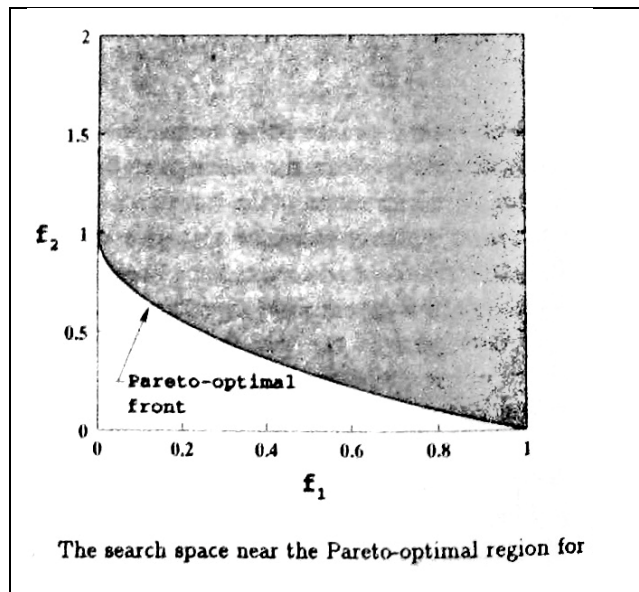 2
1.5
1
f2
0.5
Pareto-optimal
front
0
0 0.2 0.4 0.6 0.8 1
f1
The search space near the Pareto-optimal region for